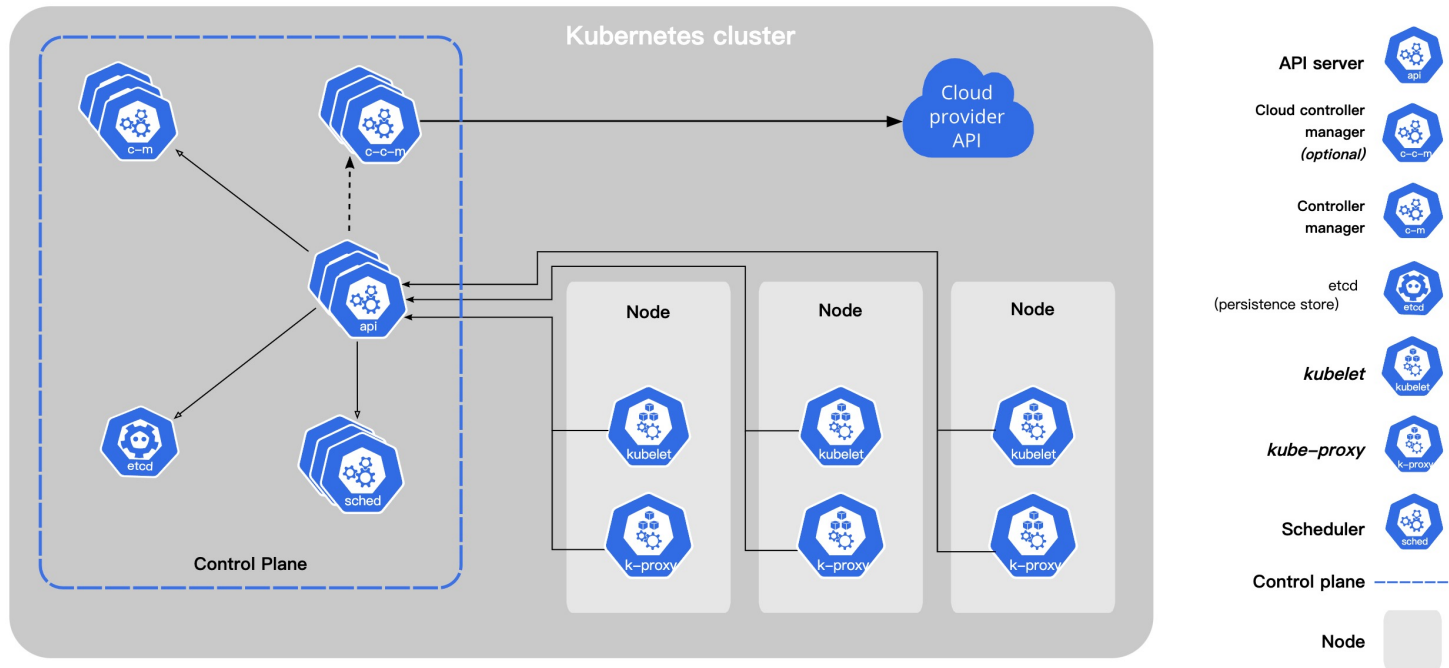 Kubernetes cluster
c-m
c-c-m
Cloud
provider
API
api
etcd
sched
Control Plane
Node
kubelet
k-proxy
Node
kubelet
k-proxy
Node
kubelet
k-proxy
API server
api
Cloud controller
manager
(optional)
c-c-m
Controller
manager
c-m
etcd
(persistence store)
etcd
kubelet
kubelet
kube-proxy
k-proxy
Scheduler
sched
Control plane
Node